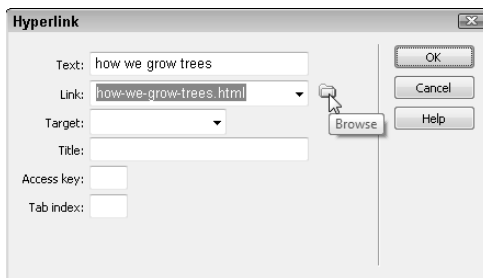 Hyperlink
Text: how we grow trees
OK
Link: how-we-grow-trees.html
Cancel
Target:
Browse
Help
Title:
Access key:
Tab index: